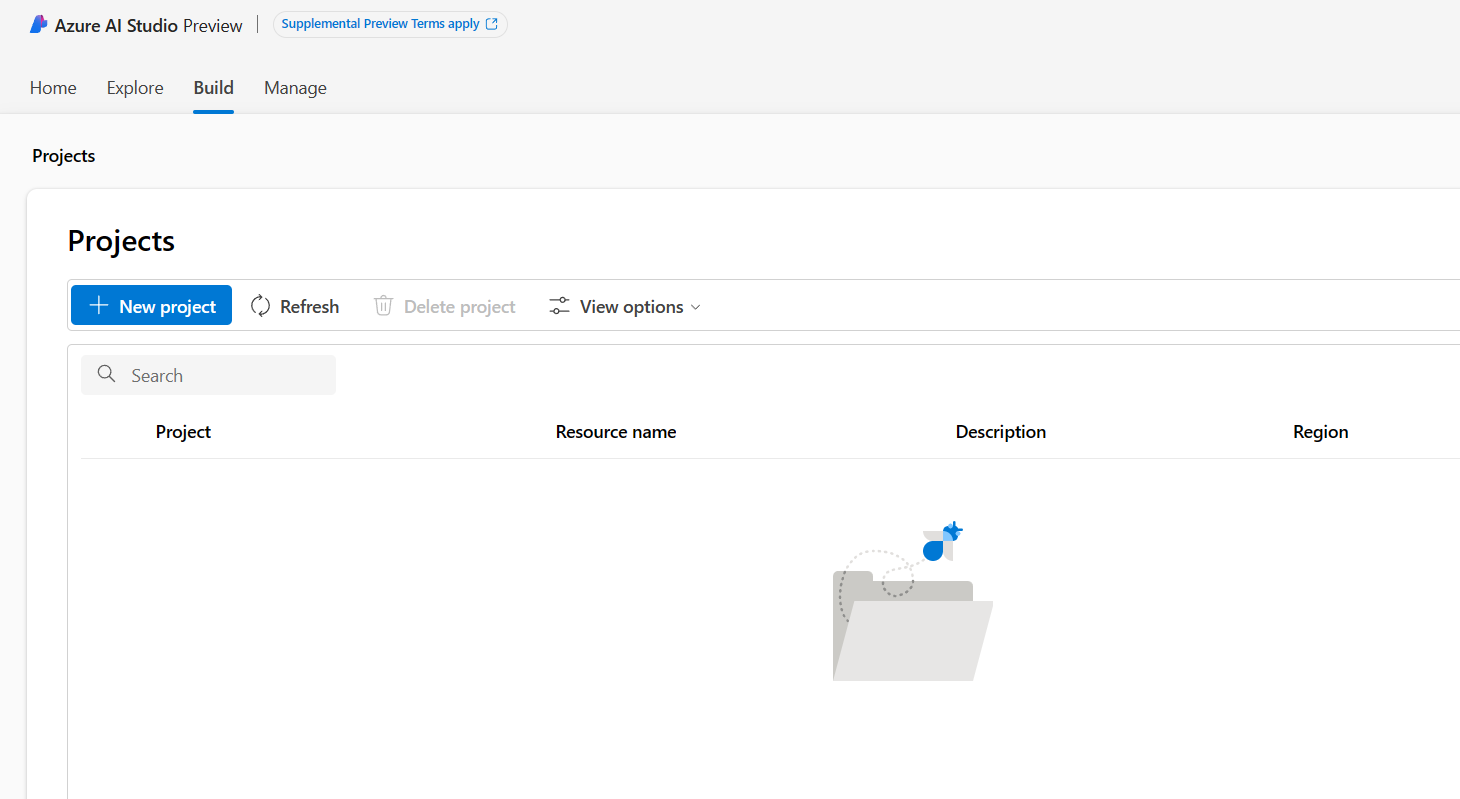 Azure AI Studio Preview
Supplemental Preview Terms apply
Home Explore Build Manage
Projects
Projects
New project Refresh Delete project View options
Search
Project Resource name Description Region